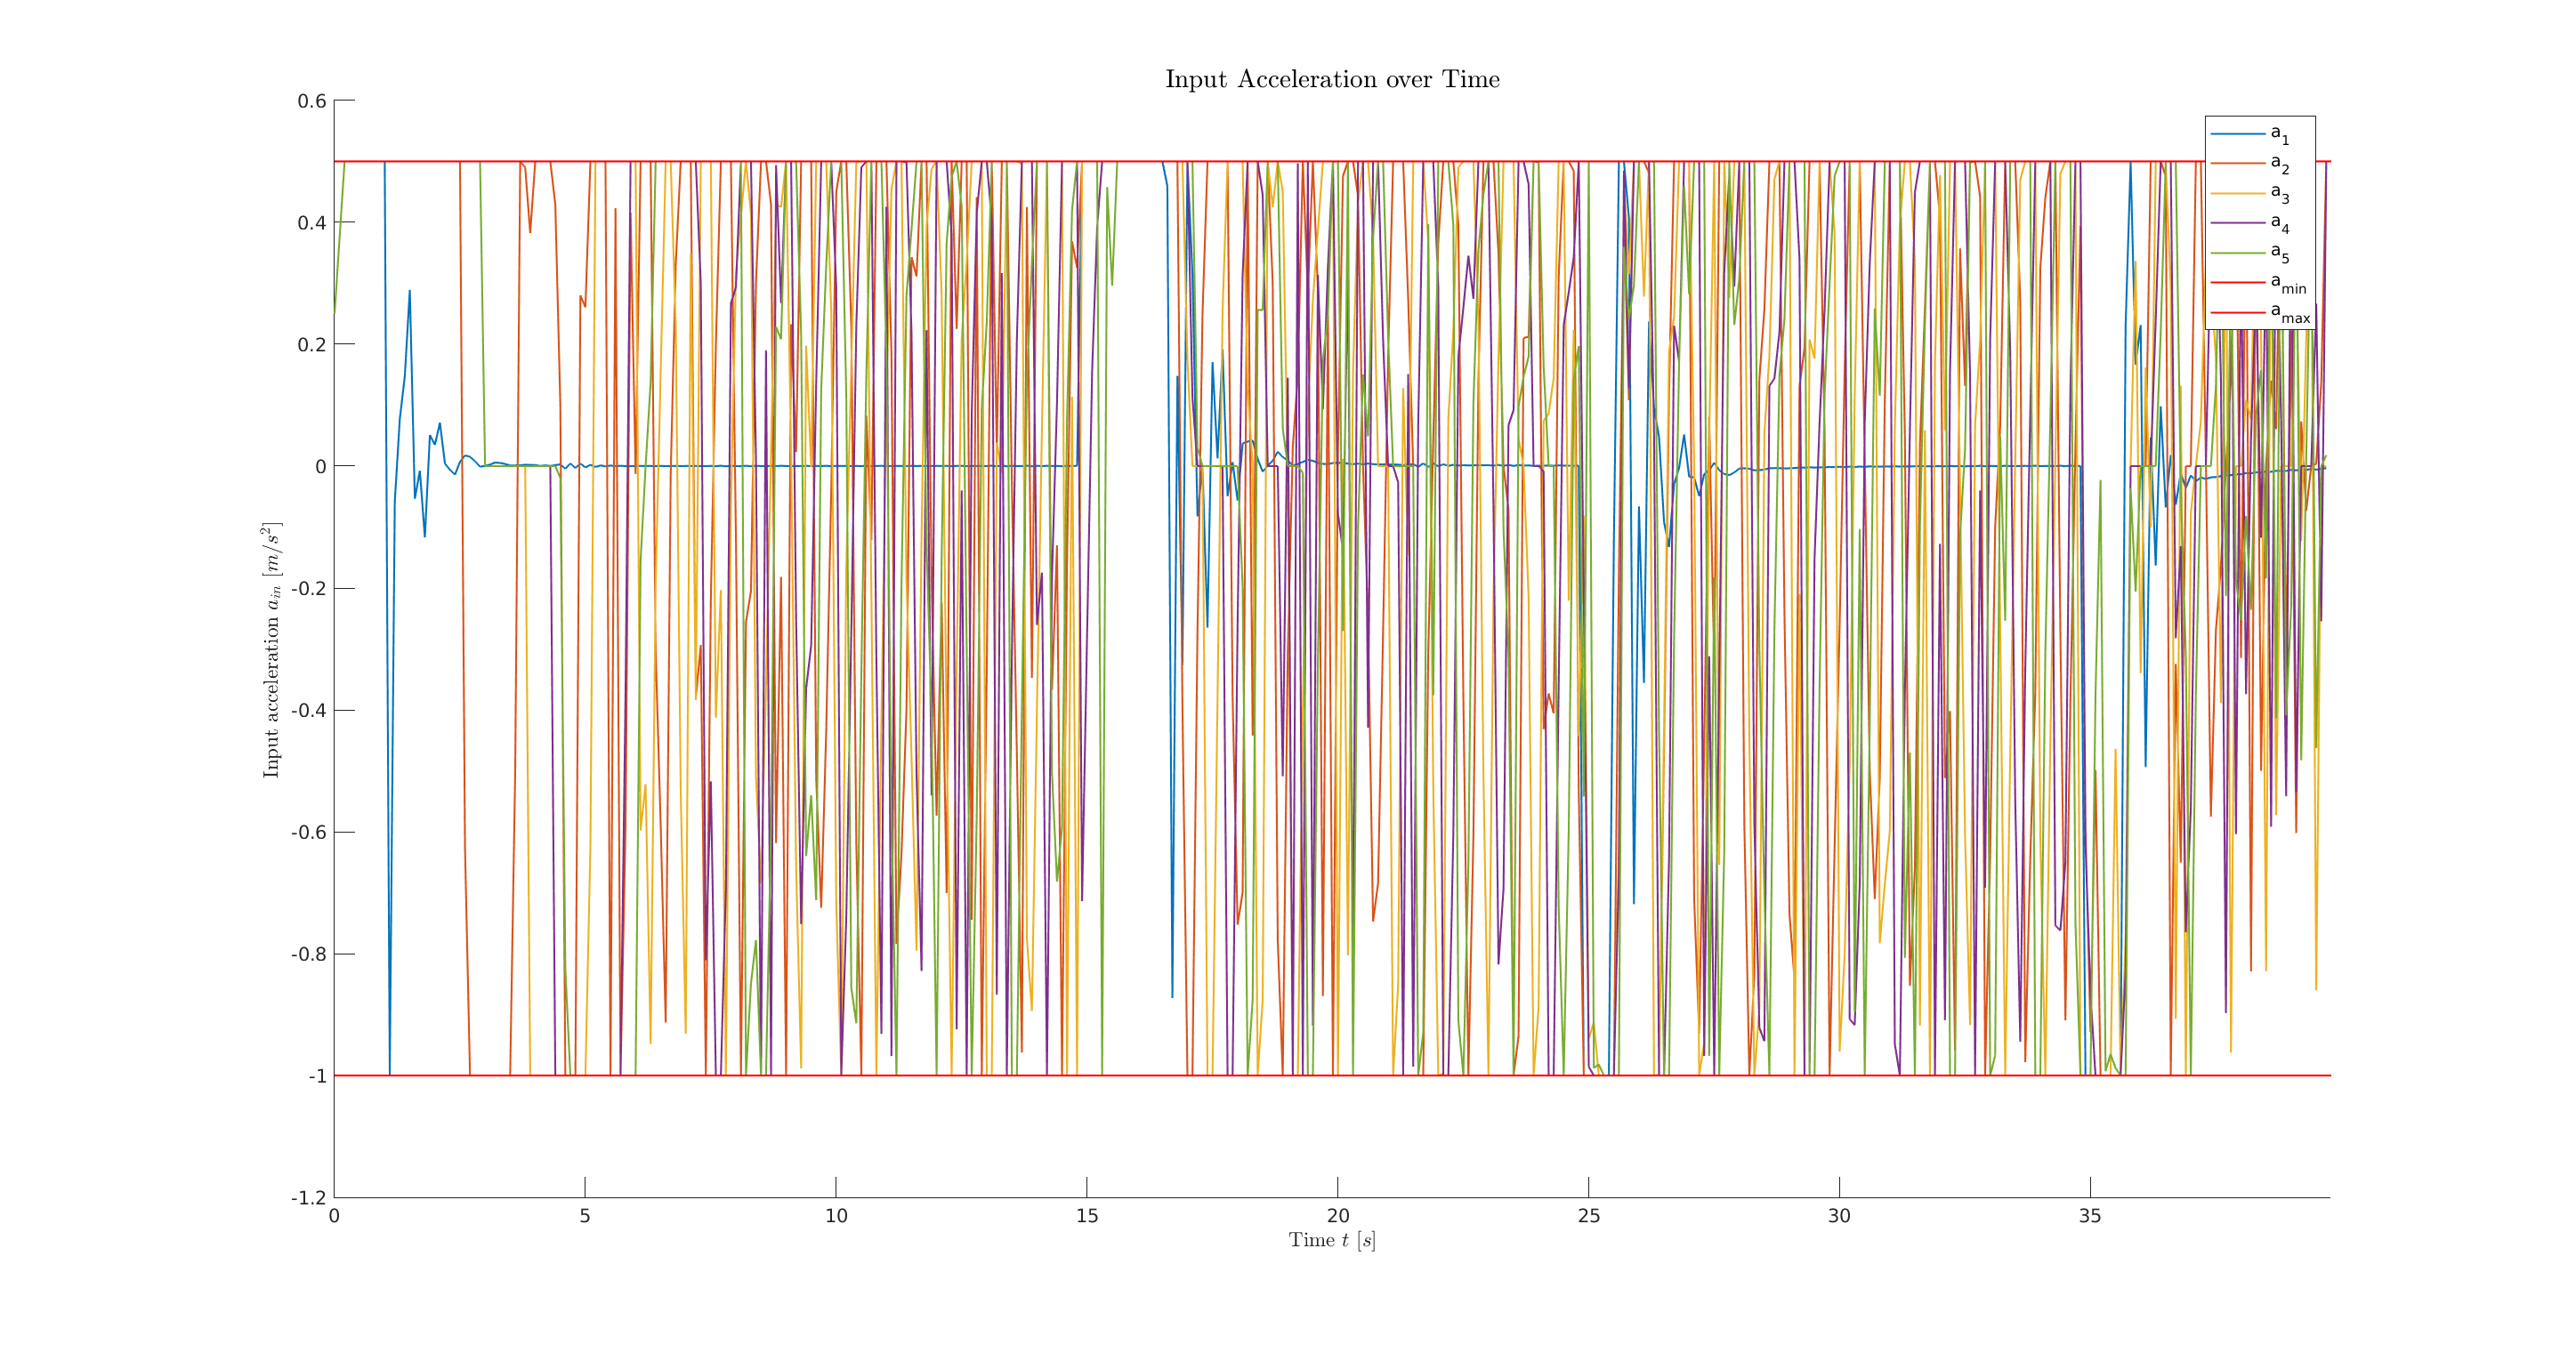 Input Acceleration over Time
0.6
0.4
0.2
0
-0.2
-0.4
-0.6
-0.8
-1
-1.2
Input acceleration a_in [m/s^2]
0 5 10 15 20 25 30 35
Time t [s]
a_1
a_2
a_3
a_4
a_5
a_min
a_max